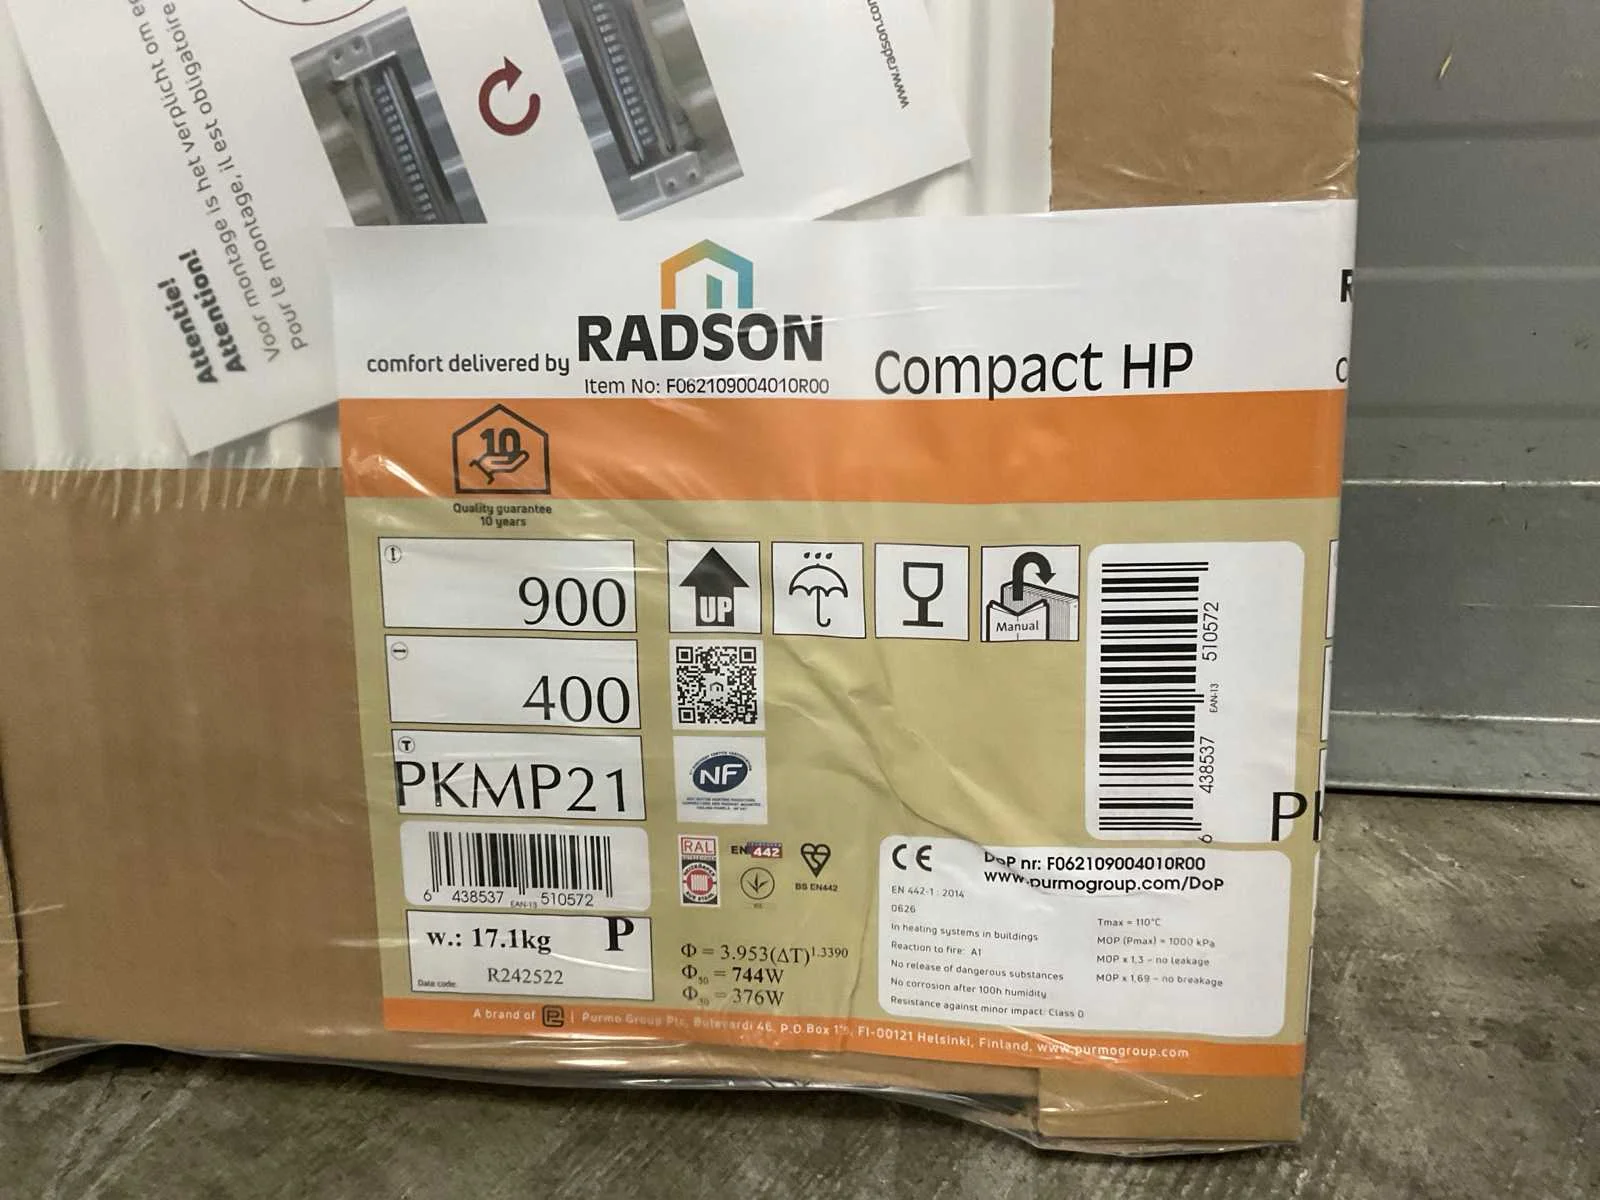 Attentie!
Attention!
Voor montage is het verplicht om
Pour le montage, il est obligatoire
www.radson.com
RADSON
comfort delivered by
Item No: F062109004010R00
Compact HP
10
Quality guarantee
10 years
900
400
T
PKMP21
UP
Manual
6 438537 510572
EAN-13
NF
6 438537 510572
EAN-13
RAL
EN 442
BS EN442
w.: 17.1kg P
Data code: R242522
Φ = 3.953(ΔT)^1.3390
Φ50 = 744W
Φ30 = 376W
CE
DoP nr: F062109004010R00
www.purmogroup.com/DoP
EN 442-1 : 2014
0626
In heating systems in buildings
Reaction to fire: A1
No release of dangerous substances
No corrosion after 100h humidity
Resistance against minor impact: Class 0
Tmax = 110°C
MOP (Pmax) = 1000 kPa
MOP x 1,3 – no leakage
MOP x 1,69 – no breakage
A brand of | Purmo Group Plc, Bulevardi 46, P.O.Box FI-00121 Helsinki, Finland, www.purmogroup.com